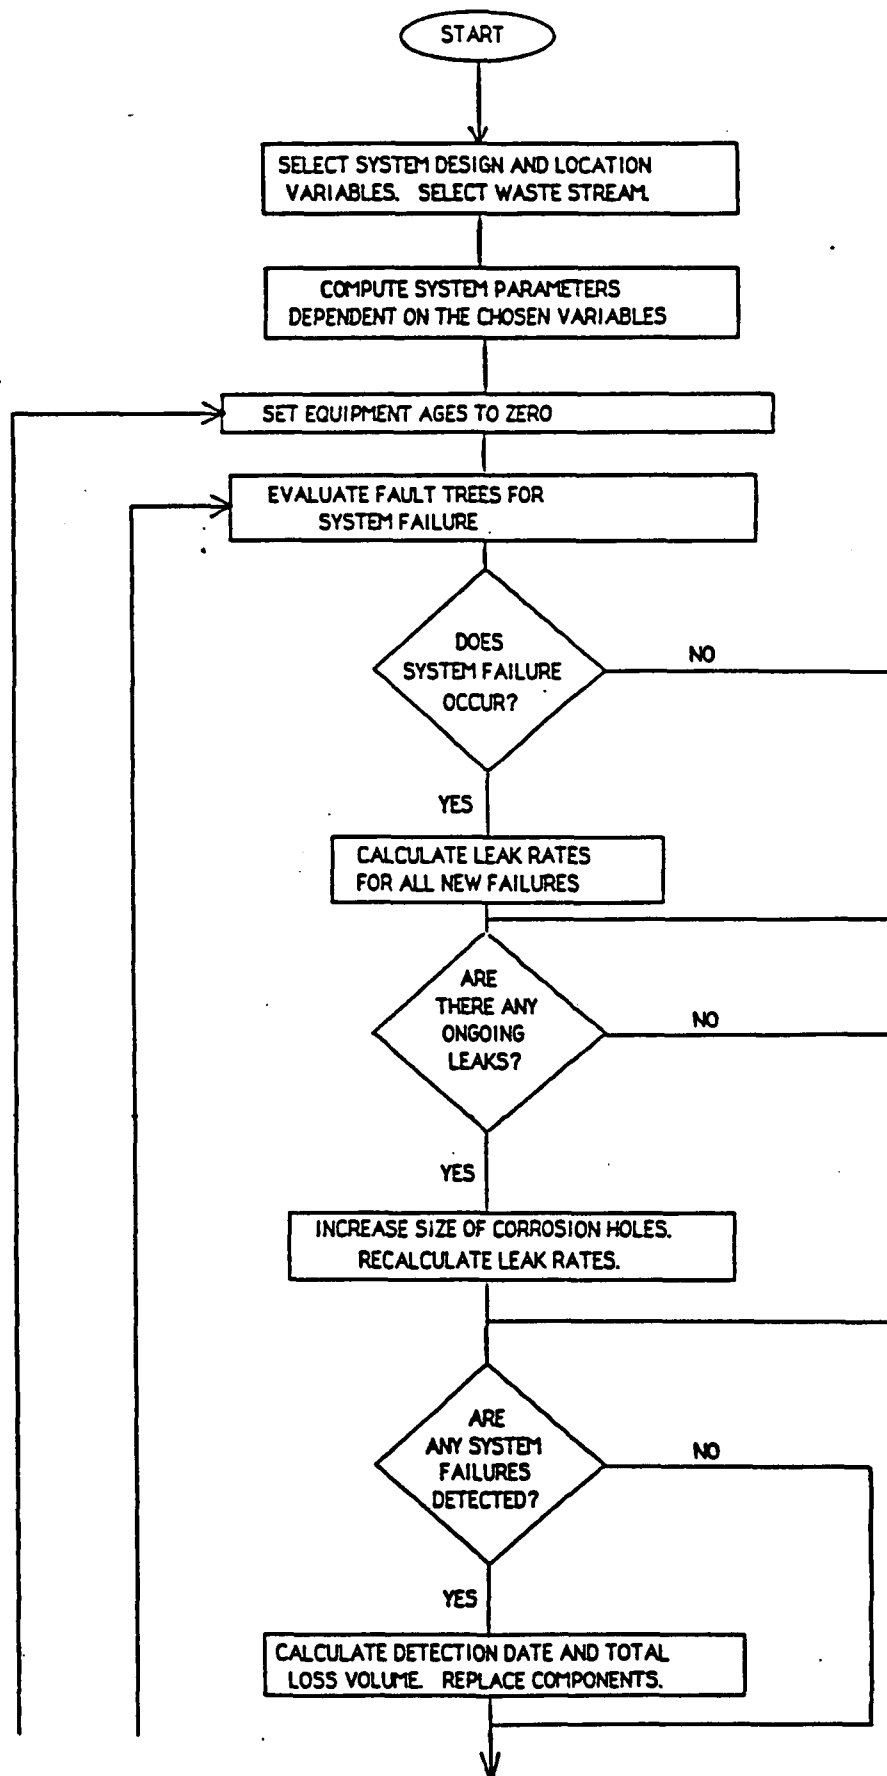 START
SELECT SYSTEM DESIGN AND LOCATION
VARIABLES. SELECT WASTE STREAM.
COMPUTE SYSTEM PARAMETERS
DEPENDENT ON THE CHOSEN VARIABLES
SET EQUIPMENT AGES TO ZERO
EVALUATE FAULT TREES FOR
SYSTEM FAILURE
DOES
SYSTEM FAILURE
OCCUR?
NO
YES
CALCULATE LEAK RATES
FOR ALL NEW FAILURES
ARE
THERE ANY
ONGOING
LEAKS?
NO
YES
INCREASE SIZE OF CORROSION HOLES.
RECALCULATE LEAK RATES.
ARE
ANY SYSTEM
FAILURES
DETECTED?
NO
YES
CALCULATE DETECTION DATE AND TOTAL
LOSS VOLUME. REPLACE COMPONENTS.